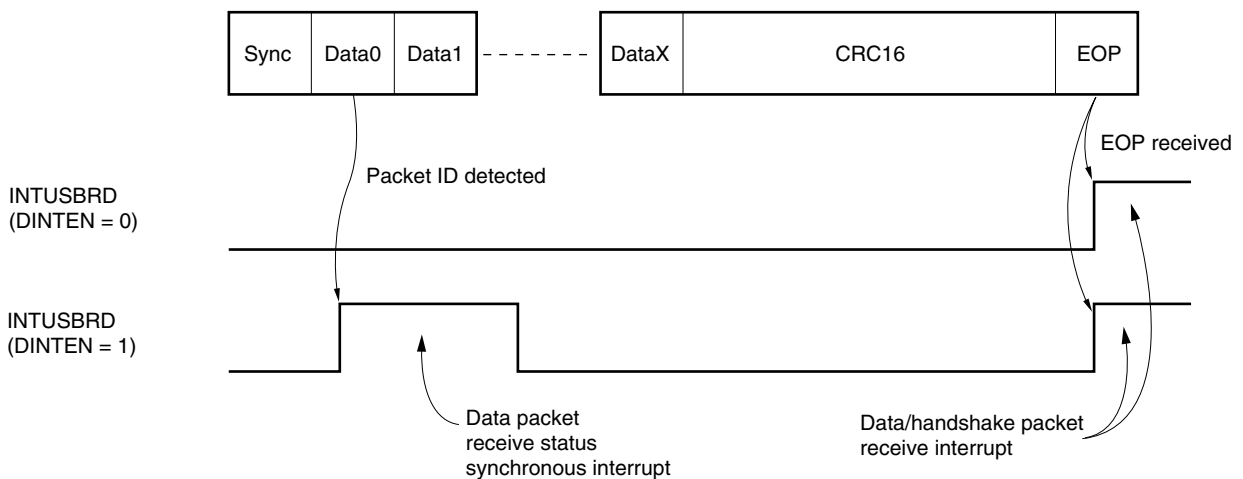 Sync Data0 Data1 DataX CRC16 EOP
EOP received
Packet ID detected
INTUSBRD
(DINTEN = 0)
INTUSBRD
(DINTEN = 1)
Data packet
receive status
synchronous interrupt
Data/handshake packet
receive interrupt